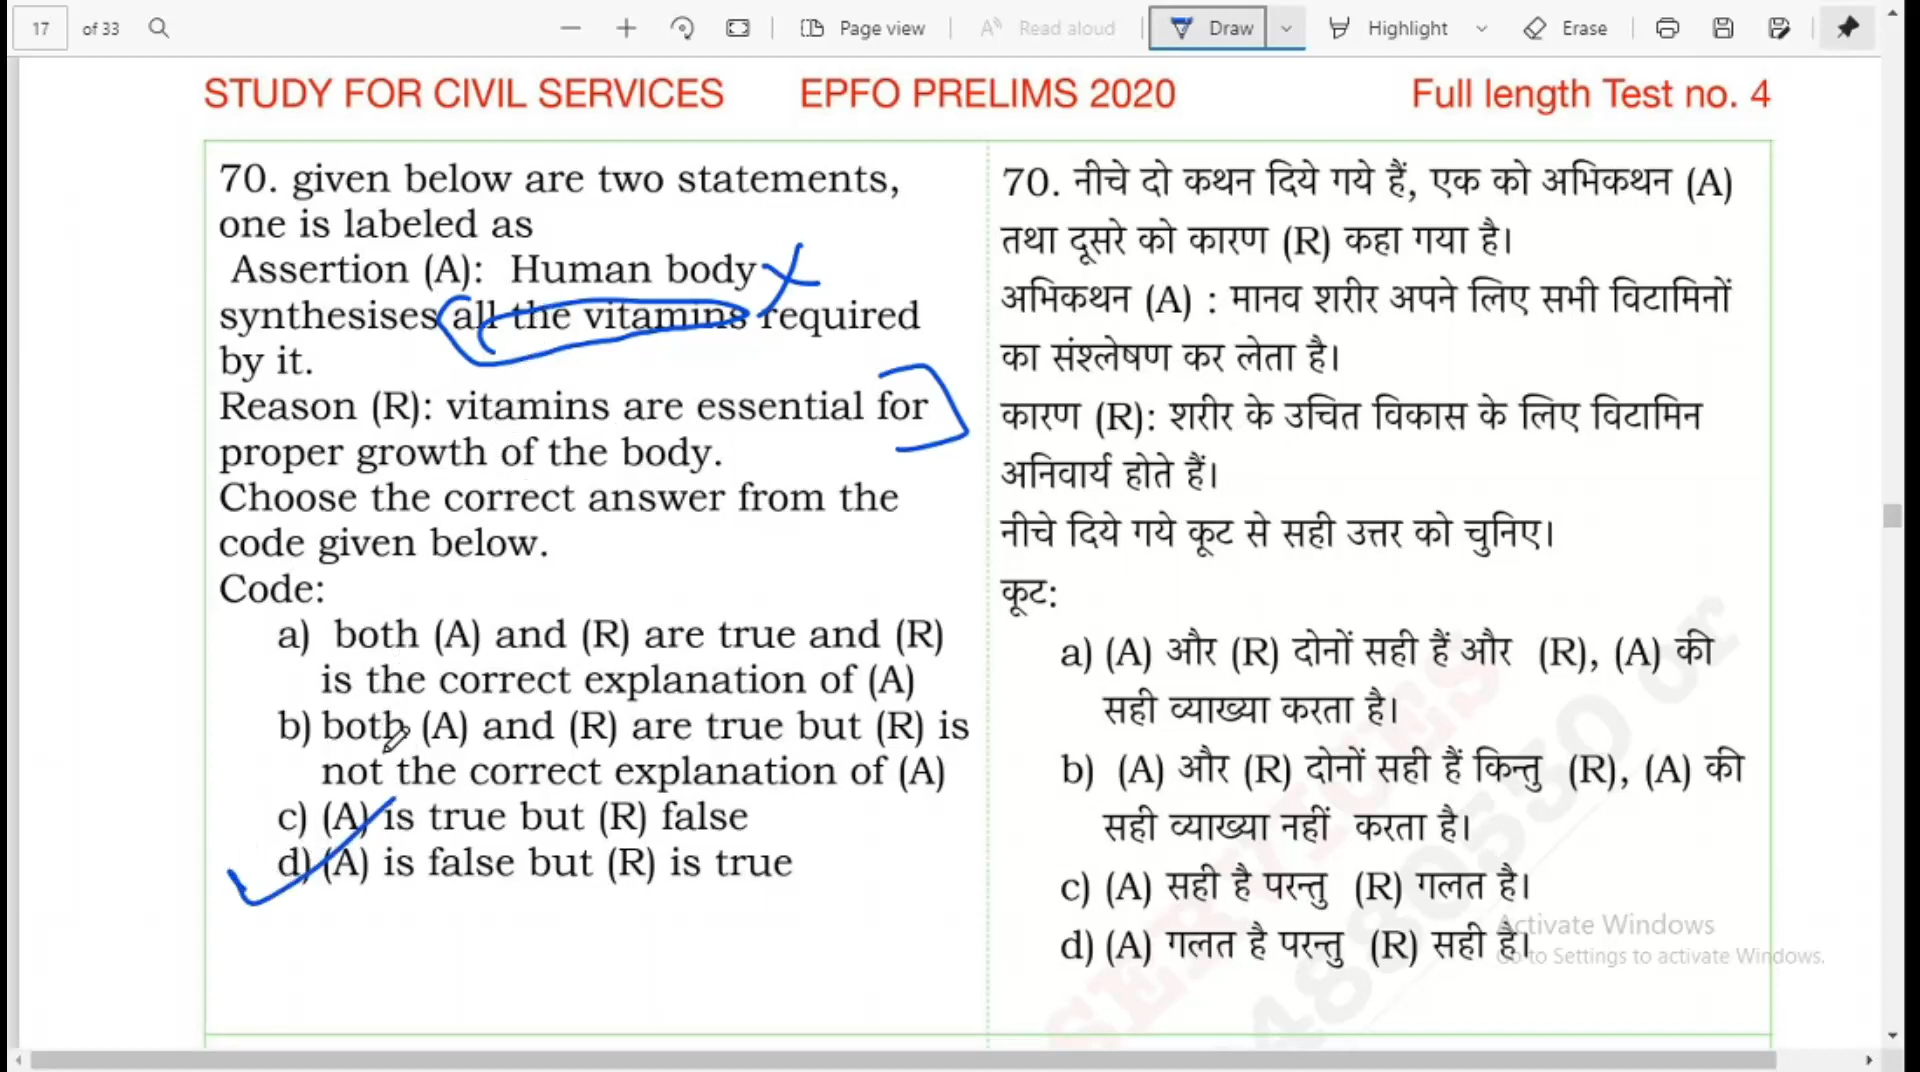 17 of 33 Page view Read aloud Draw Highlight Erase
STUDY FOR CIVIL SERVICES EPFO PRELIMS 2020 Full length Test no. 4
70. given below are two statements,
one is labeled as
Assertion (A): Human body
synthesises all the vitamins required
by it.
Reason (R): vitamins are essential for
proper growth of the body.
Choose the correct answer from the
code given below.
Code:
a) both (A) and (R) are true and (R)
is the correct explanation of (A)
b) both (A) and (R) are true but (R) is
not the correct explanation of (A)
c) (A) is true but (R) false
d) (A) is false but (R) is true
70. नीचे दो कथन दिये गये हैं, एक को अभिकथन (A)
तथा दूसरे को कारण (R) कहा गया है।
अभिकथन (A) : मानव शरीर अपने लिए सभी विटामिनों
का संश्लेषण कर लेता है।
कारण (R): शरीर के उचित विकास के लिए विटामिन
अनिवार्य होते हैं।
नीचे दिये गये कूट से सही उत्तर को चुनिए।
कूट:
a) (A) और (R) दोनों सही हैं और (R), (A) की
सही व्याख्या करता है।
b) (A) और (R) दोनों सही हैं किन्तु (R), (A) की
सही व्याख्या नहीं करता है।
c) (A) सही है परन्तु (R) गलत है।
d) (A) गलत है परन्तु (R) सही है।
Activate Windows
Go to Settings to activate Windows.
SERVICES
488053० or